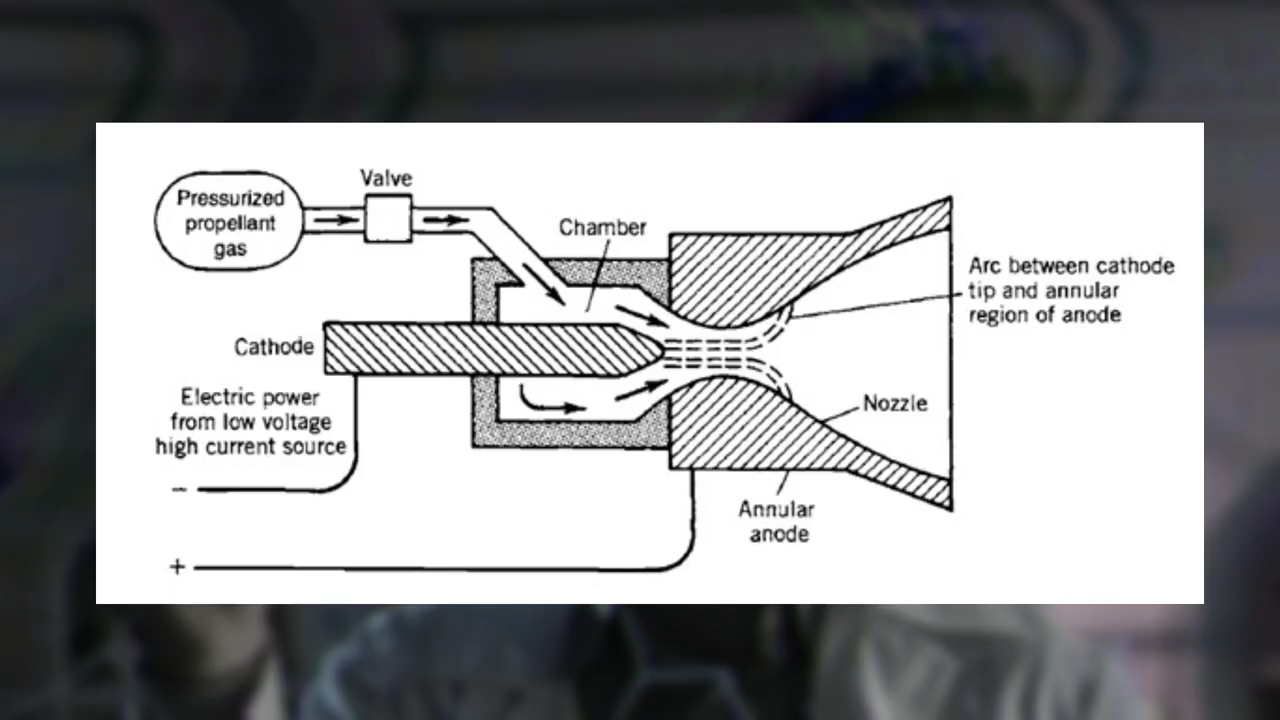 Pressurized
propellant
gas
Valve
Chamber
Arc between cathode
tip and annular
region of anode
Cathode
Electric power
from low voltage
high current source
Nozzle
Annular
anode
−
+